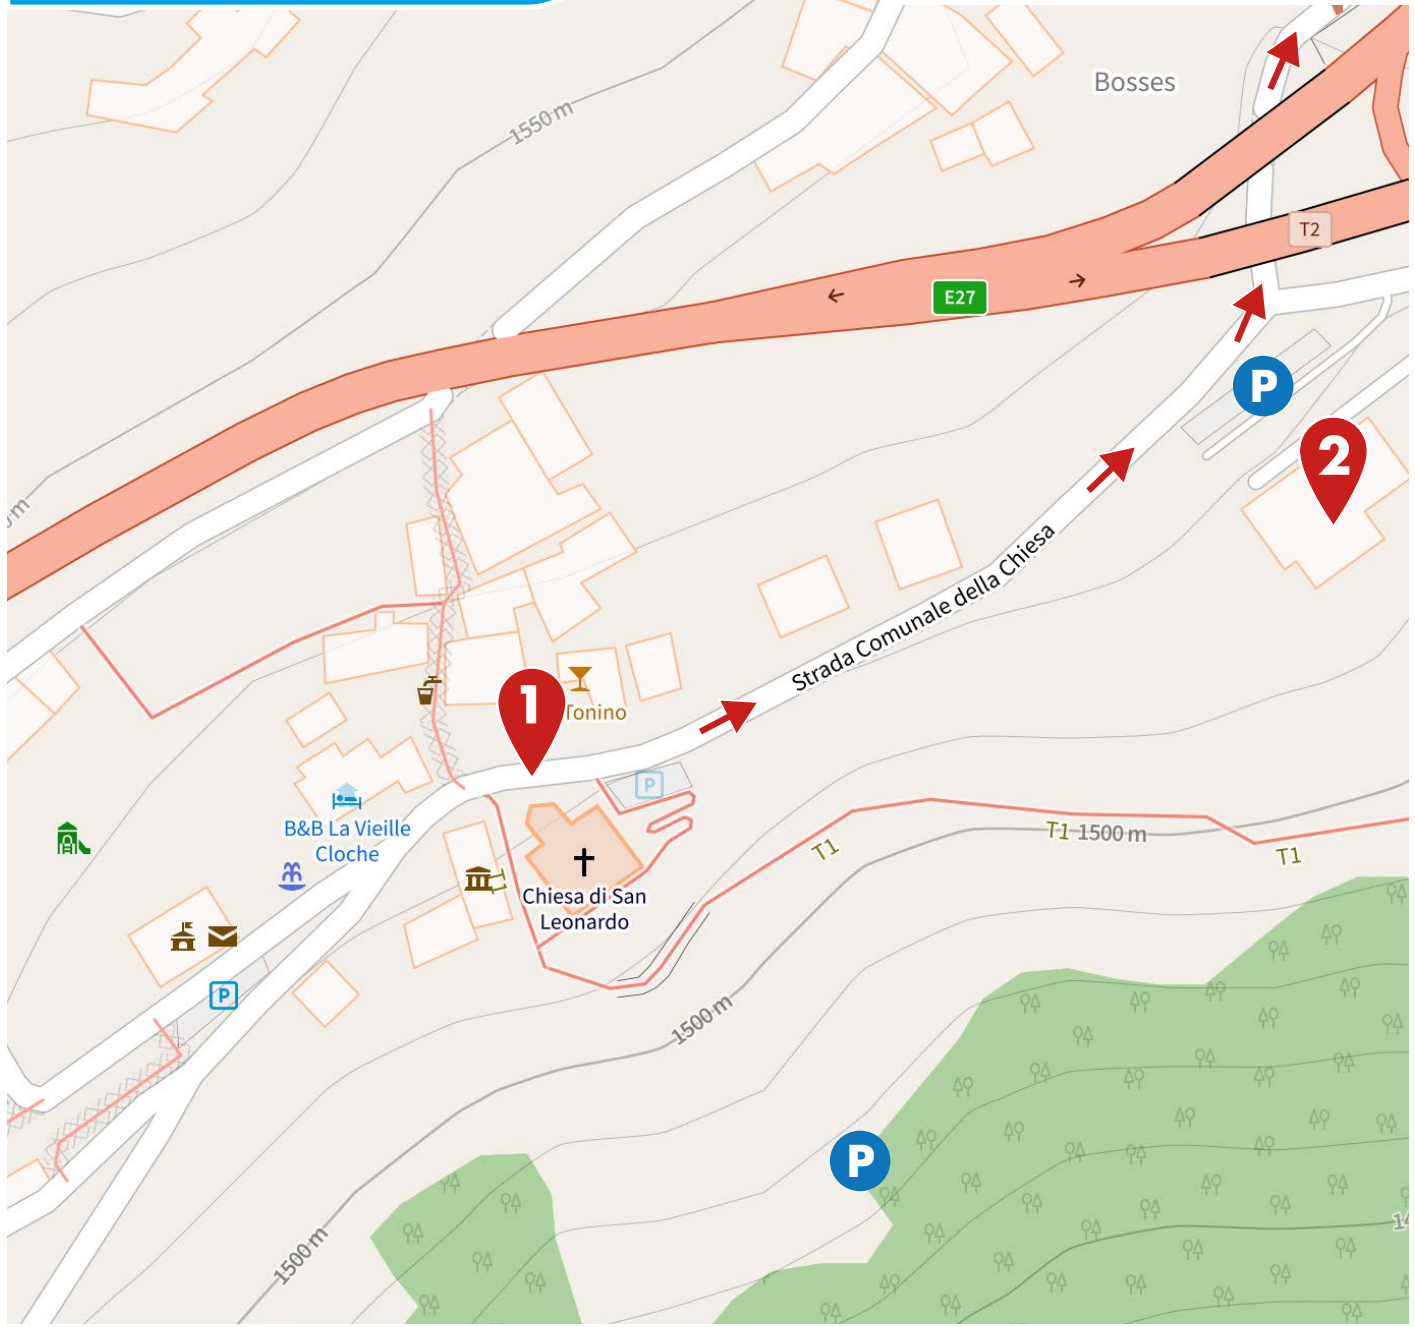 1550 m
Bosses
T2
E27
P
2
Strada Comunale della Chiesa
1
Tonino
P
B&B La Vieille
Cloche
T1
Chiesa di San
Leonardo
T1
T1 1500 m
T1
P
1500 m
P
1500 m